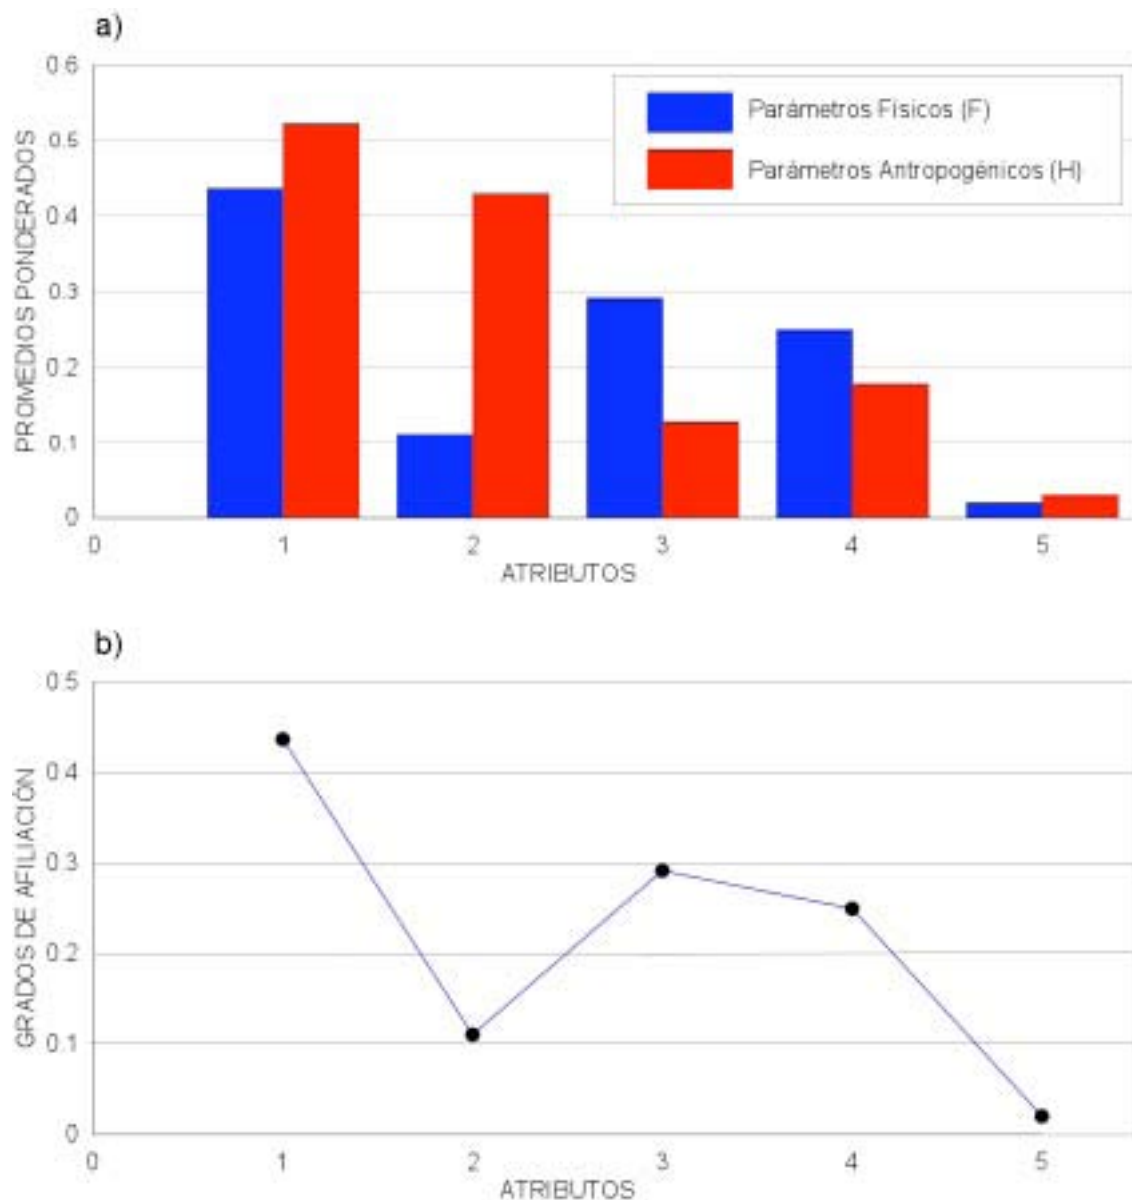 a)
0.6
0.5
0.4
0.3
0.2
0.1
0
PROMEDIOS PONDERADOS
Parámetros Físicos (F)
Parámetros Antropogénicos (H)
0 1 2 3 4 5
ATRIBUTOS
b)
0.5
0.4
0.3
0.2
0.1
0
GRADOS DE AFILIACIÓN
0 1 2 3 4 5
ATRIBUTOS